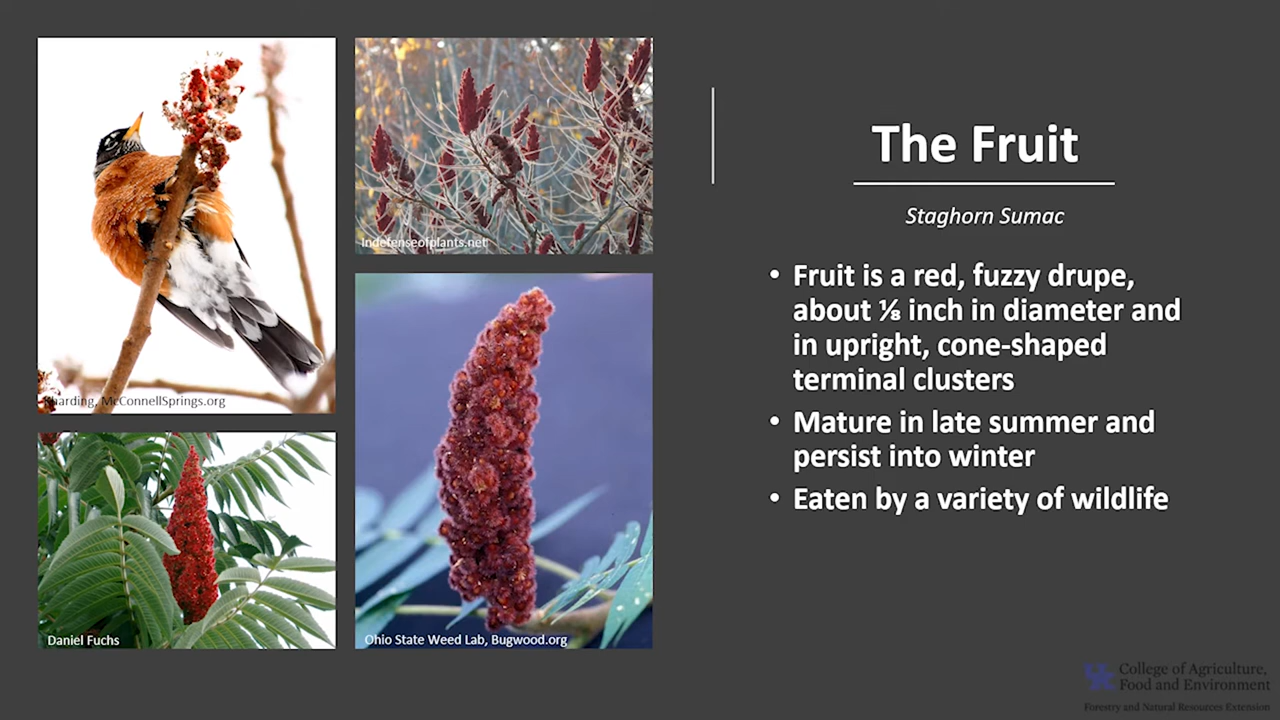 The Fruit
Staghorn Sumac
• Fruit is a red, fuzzy drupe,
about ⅛ inch in diameter and
in upright, cone-shaped
terminal clusters
• Mature in late summer and
persist into winter
• Eaten by a variety of wildlife
McConnellSprings.org
Indefenseofplants.net
Daniel Fuchs
Ohio State Weed Lab, Bugwood.org
UK
College of Agriculture,
Food and Environment
Forestry and Natural Resources Extension